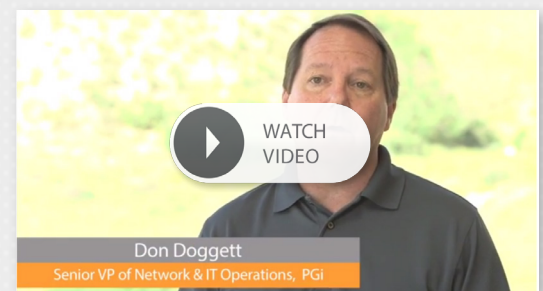 WATCH
VIDEO
Don Doggett
Senior VP of Network & IT Operations, PGi